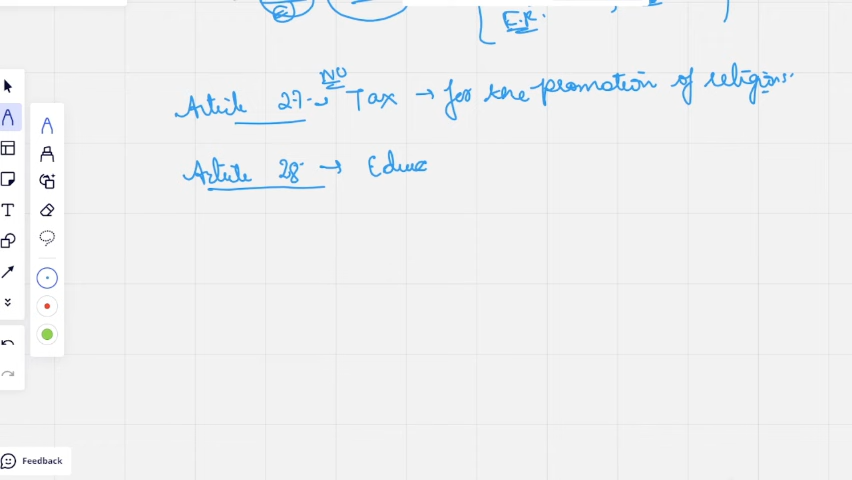 E.R.
NO
Article 27. → Tax → for the promotion of religions.
Article 28 → Educ
T
Feedback